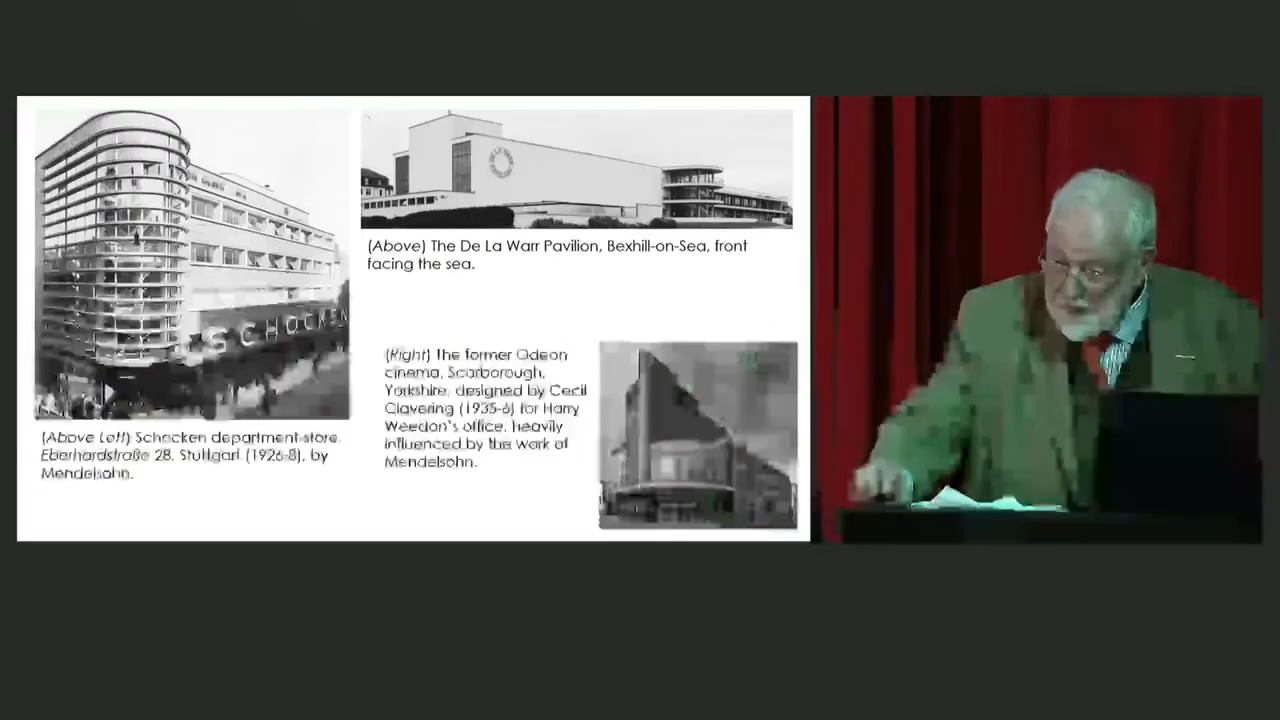 SCHOCKEN
(Above) The De La Warr Pavilion, Bexhill-on-Sea, front
facing the sea.
(Right) The former Odeon
cinema, Scarborough,
Yorkshire, designed by Cecil
Clavering (1935-6) for Harry
Weedon's office, heavily
influenced by the work of
Mendelsohn.
(Above Left) Schocken department store,
Eberhardstraße 28, Stuttgart (1926-8), by
Mendelsohn.